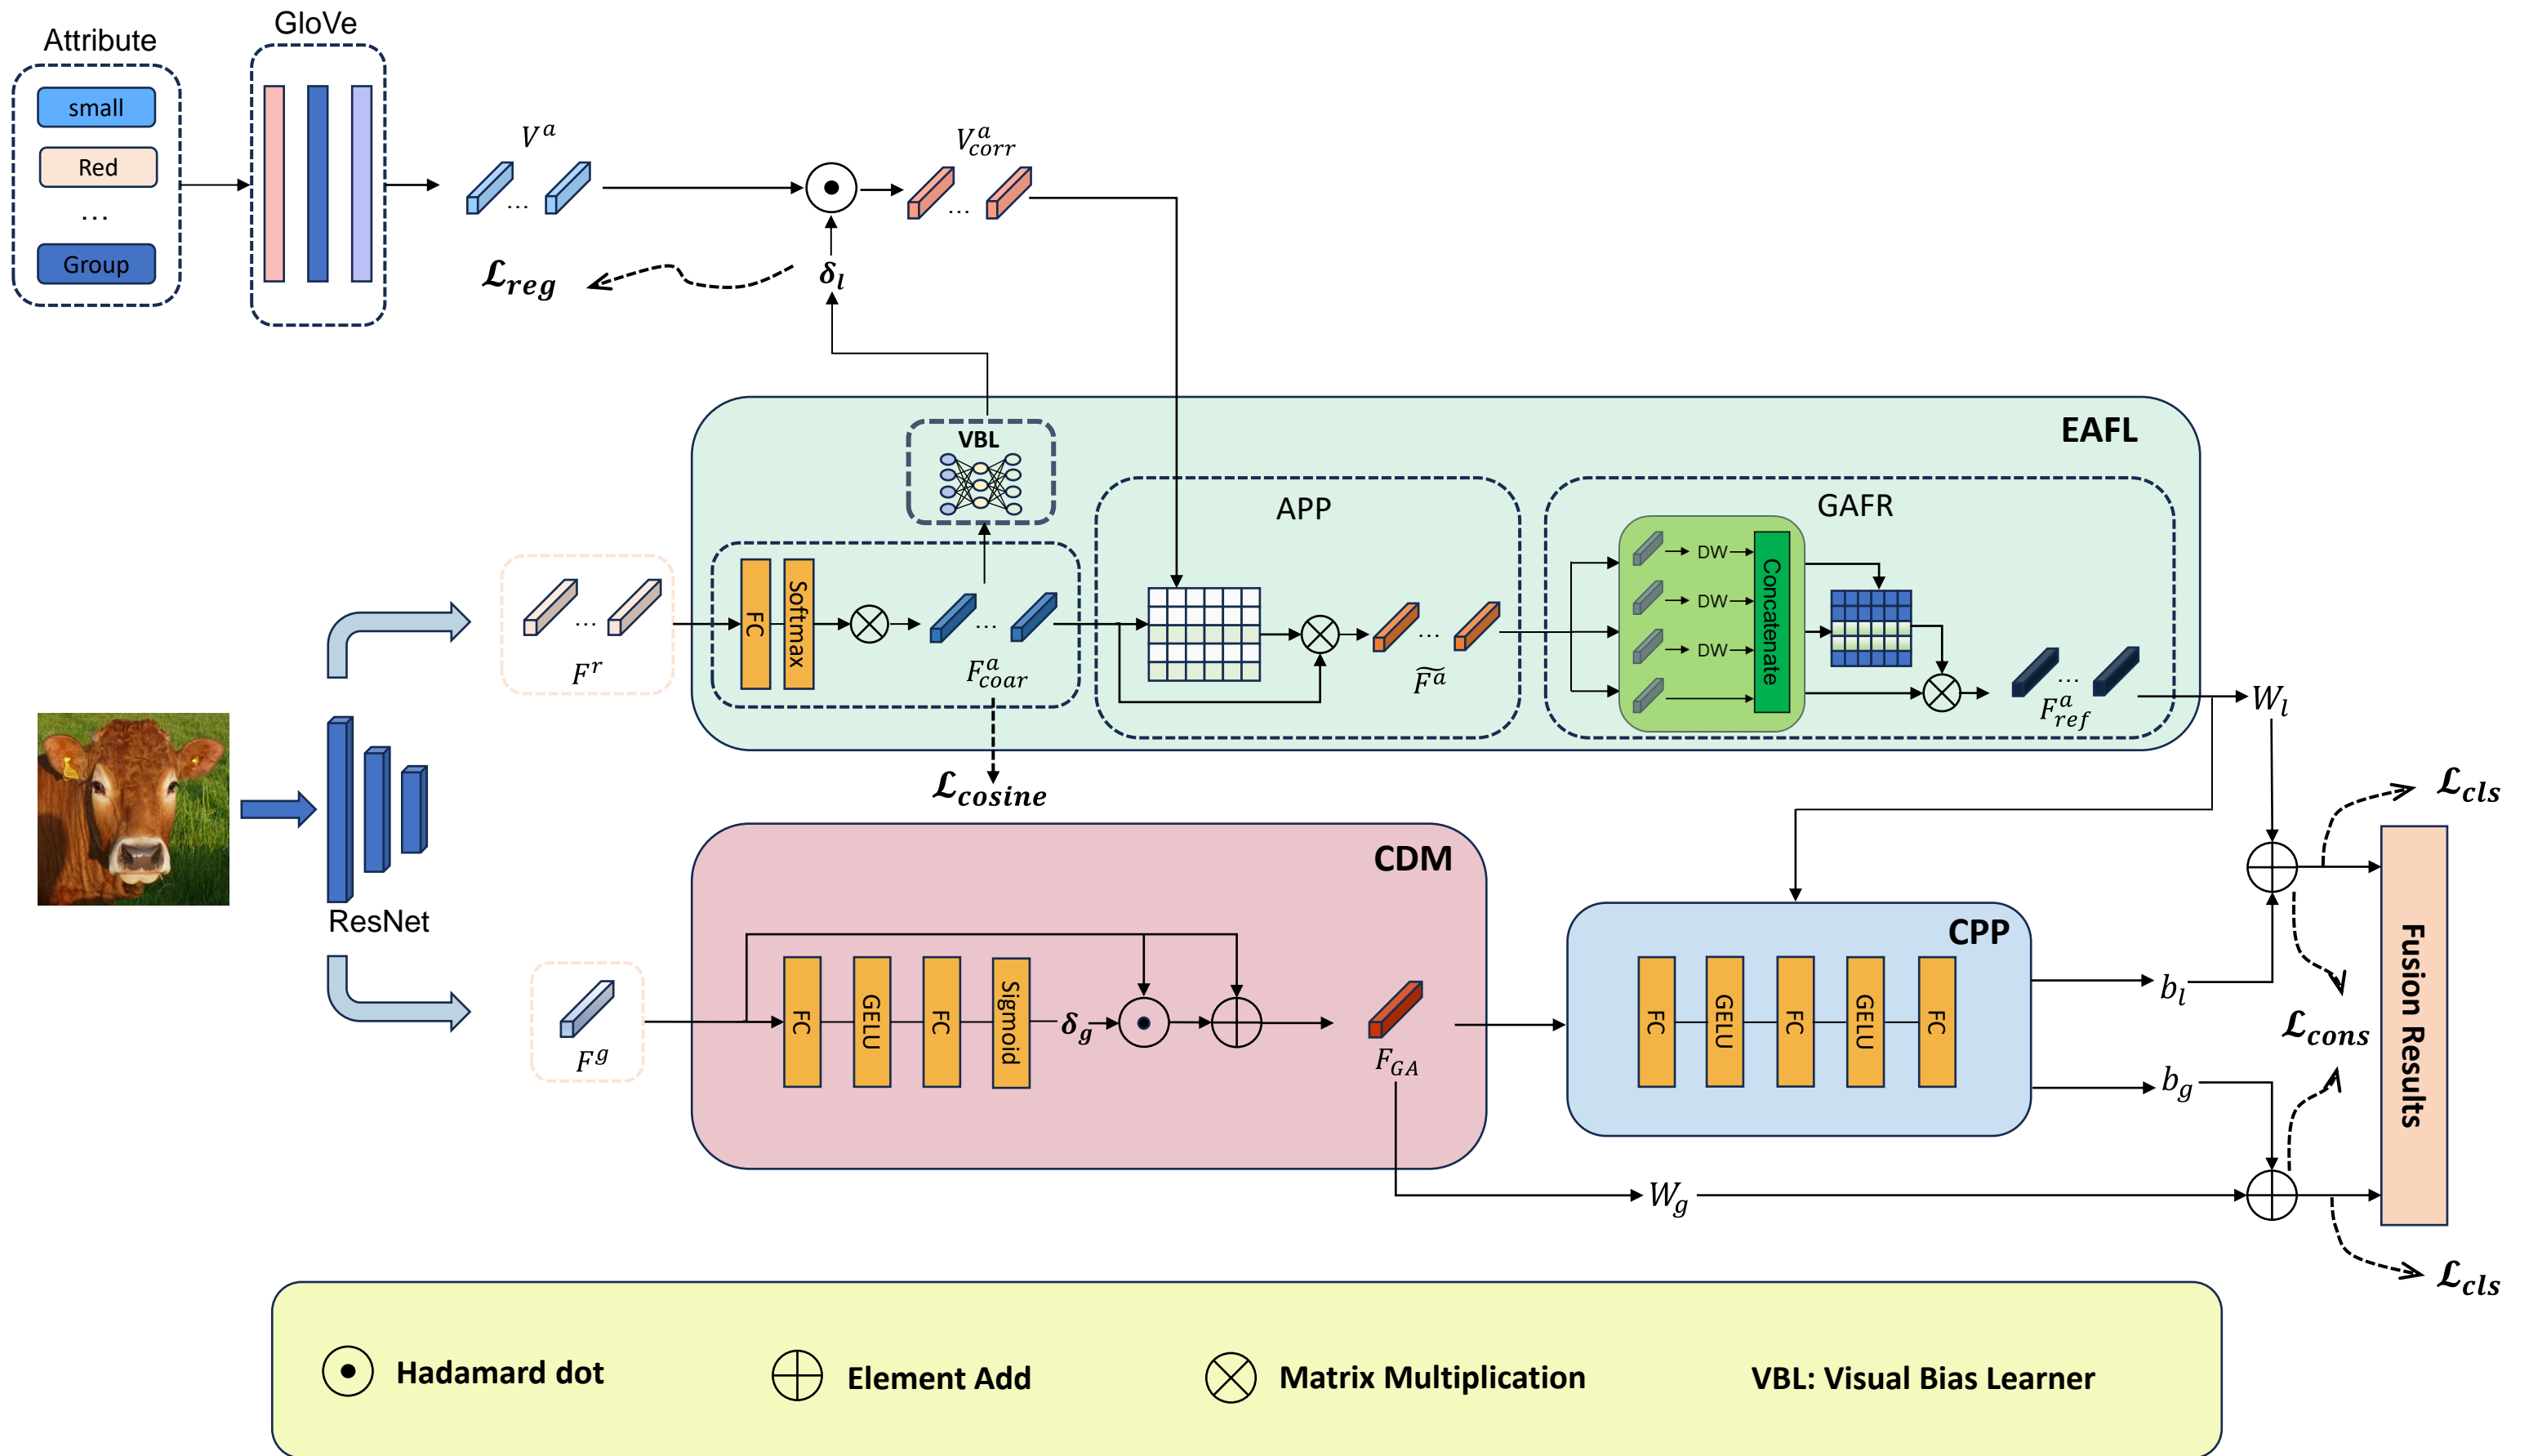 Attribute
GloVe
small
Red
...
Group
V^a
...
V^a_corr
...
ℒ_reg
δ_l
EAFL
VBL
APP
GAFR
FC
Softmax
...
F^r
...
F^a_coar
...
F̃^a
DW
DW
DW
Concatenate
...
F^a_ref
W_l
ℒ_cosine
ℒ_cls
ResNet
CDM
CPP
F^g
FC
GELU
FC
Sigmoid
δ_g
F_GA
FC
GELU
FC
GELU
FC
b_l
b_g
ℒ_cons
Fusion Results
W_g
ℒ_cls
Hadamard dot
Element Add
Matrix Multiplication
VBL: Visual Bias Learner